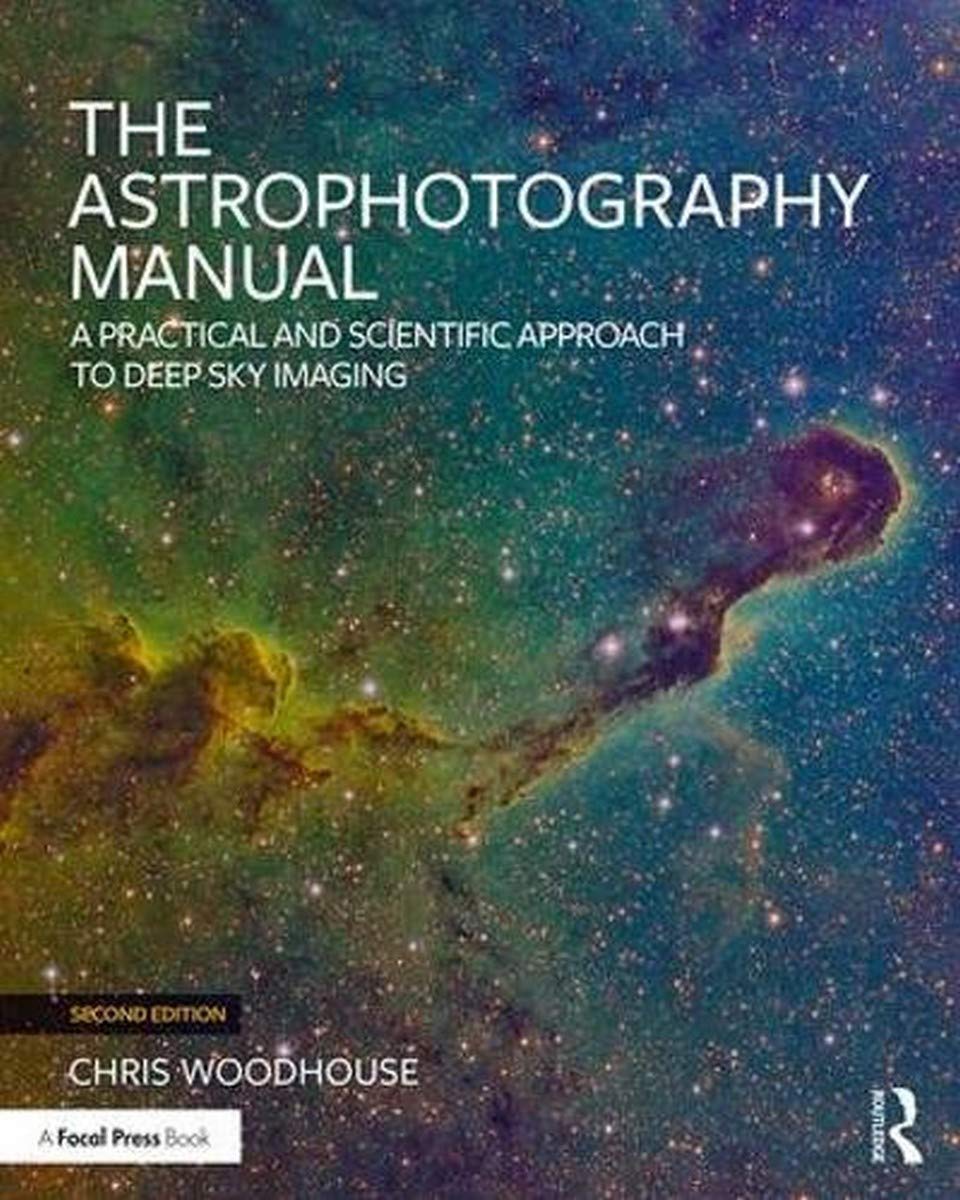 THE
ASTROPHOTOGRAPHY
MANUAL
A PRACTICAL AND SCIENTIFIC APPROACH
TO DEEP SKY IMAGING
SECOND EDITION
CHRIS WOODHOUSE
A Focal Press Book
ROUTLEDGE